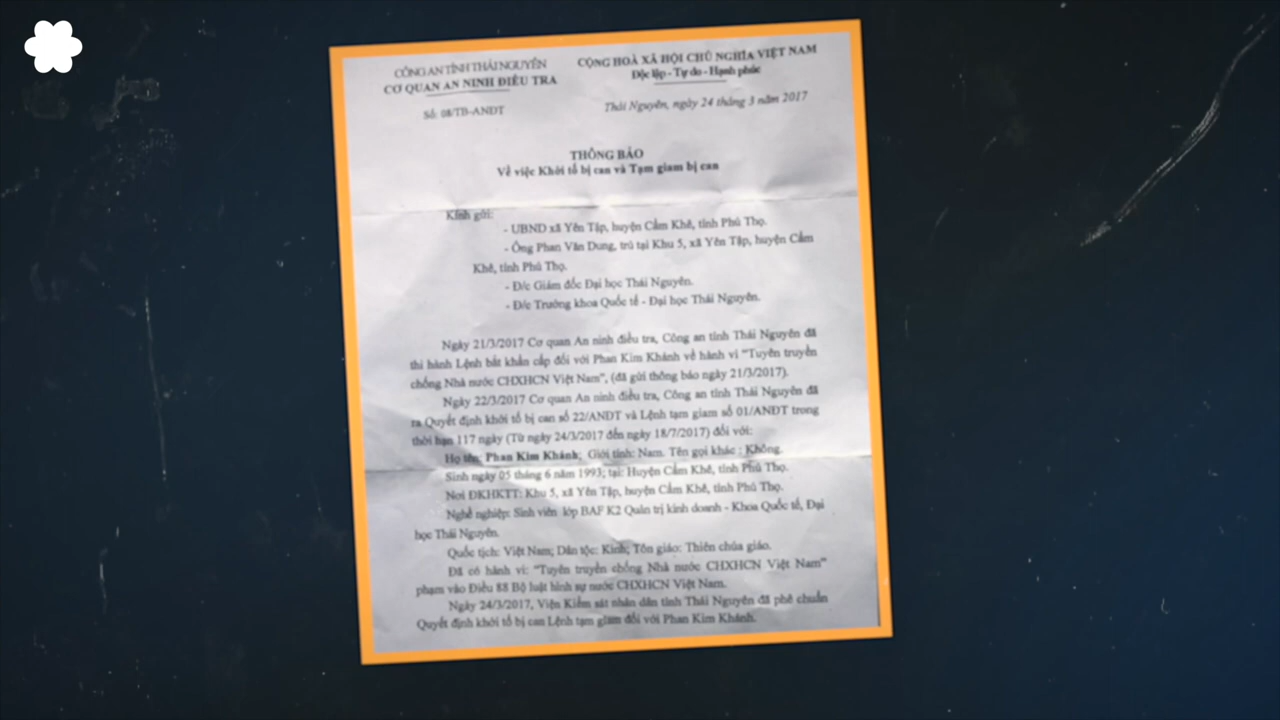 CÔNG AN TỈNH THÁI NGUYÊN
CƠ QUAN AN NINH ĐIỀU TRA
Số: 08/TB-ANĐT
CỘNG HOÀ XÃ HỘI CHỦ NGHĨA VIỆT NAM
Độc lập - Tự do - Hạnh phúc
Thái Nguyên, ngày 24 tháng 3 năm 2017
THÔNG BÁO
Về việc Khởi tố bị can và Tạm giam bị can
Kính gửi:
- UBND xã Yên Tập, huyện Cẩm Khê, tỉnh Phú Thọ.
- Ông Phan Văn Dung, trú tại Khu 5, xã Yên Tập, huyện Cẩm
Khê, tỉnh Phú Thọ.
- Đ/c Giám đốc Đại học Thái Nguyên.
- Đ/c Trưởng khoa Quốc tế - Đại học Thái Nguyên.
Ngày 21/3/2017 Cơ quan An ninh điều tra, Công an tỉnh Thái Nguyên đã
thi hành Lệnh bắt khẩn cấp đối với Phan Kim Khánh về hành vi “Tuyên truyền
chống Nhà nước CHXHCN Việt Nam”, (đã gửi thông báo ngày 21/3/2017).
Ngày 22/3/2017 Cơ quan An ninh điều tra, Công an tỉnh Thái Nguyên đã
ra Quyết định khởi tố bị can số 22/ANĐT và Lệnh tạm giam số 01/ANĐT trong
thời hạn 117 ngày (Từ ngày 24/3/2017 đến ngày 18/7/2017) đối với:
Họ tên: Phan Kim Khánh; Giới tính: Nam. Tên gọi khác : Không.
Sinh ngày 05 tháng 6 năm 1993; tại: Huyện Cẩm Khê, tỉnh Phú Thọ.
Nơi ĐKHKTT: Khu 5, xã Yên Tập, huyện Cẩm Khê, tỉnh Phú Thọ.
Nghề nghiệp: Sinh viên lớp BAF K2 Quản trị kinh doanh - Khoa Quốc tế, Đại
học Thái Nguyên.
Quốc tịch: Việt Nam; Dân tộc: Kinh; Tôn giáo: Thiên chúa giáo.
Đã có hành vi: “Tuyên truyền chống Nhà nước CHXHCN Việt Nam”
phạm vào Điều 88 Bộ luật hình sự nước CHXHCN Việt Nam.
Ngày 24/3/2017, Viện Kiểm sát nhân dân tỉnh Thái Nguyên đã phê chuẩn
Quyết định khởi tố bị can Lệnh tạm giam đối với Phan Kim Khánh.